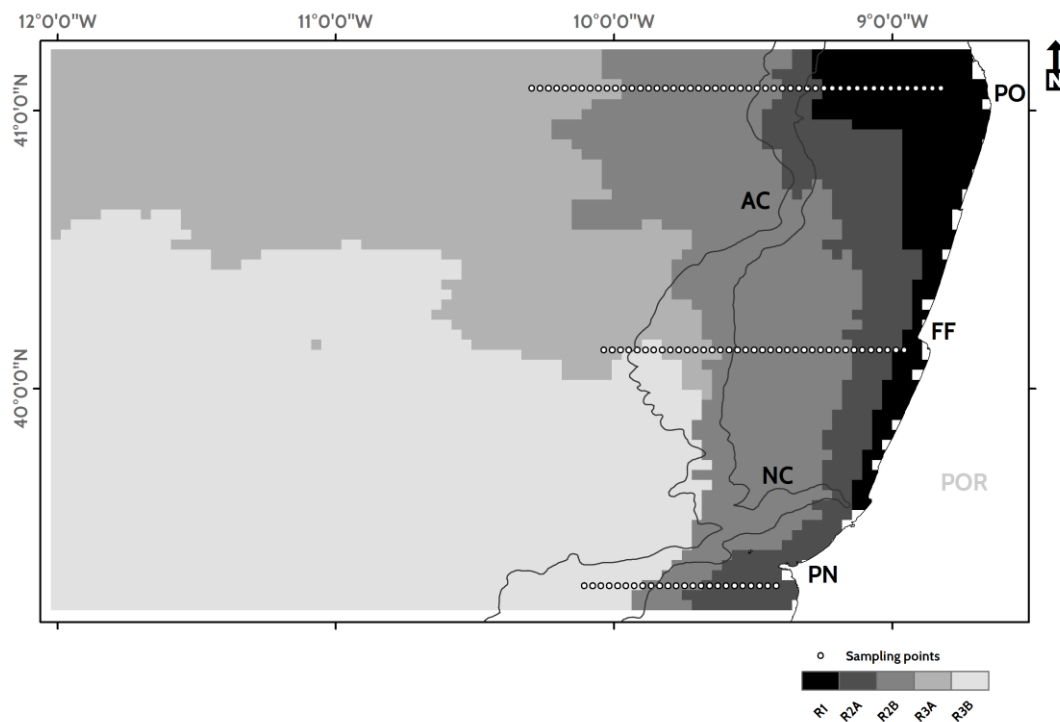 12°0'0"W 11°0'0"W 10°0'0"W 9°0'0"W
N
PO
41°0'0"N
AC
FF
40°0'0"N
NC
POR
PN
Sampling points
R1 R2A R2B R3A R3B